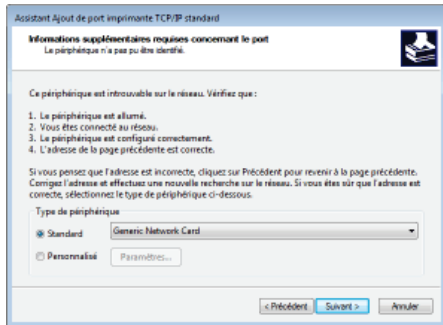 Assistant Ajout de port imprimante TCP/IP standard
Informations supplémentaires requises concernant le port
Le périphérique n'a pas pu être identifié.
Ce périphérique est introuvable sur le réseau. Vérifiez que :
1. Le périphérique est allumé.
2. Vous êtes connecté au réseau.
3. Le périphérique est configuré correctement.
4. L'adresse de la page précédente est correcte.
Si vous pensez que l'adresse est incorrecte, cliquez sur Précédent pour revenir à la page précédente.
Corrigez l'adresse et effectuez une nouvelle recherche sur le réseau. Si vous êtes sûr que l'adresse est
correcte, sélectionnez le type de périphérique ci-dessous.
Type de périphérique
Standard Generic Network Card
Personnalisé Paramètres...
< Précédent Suivant > Annuler